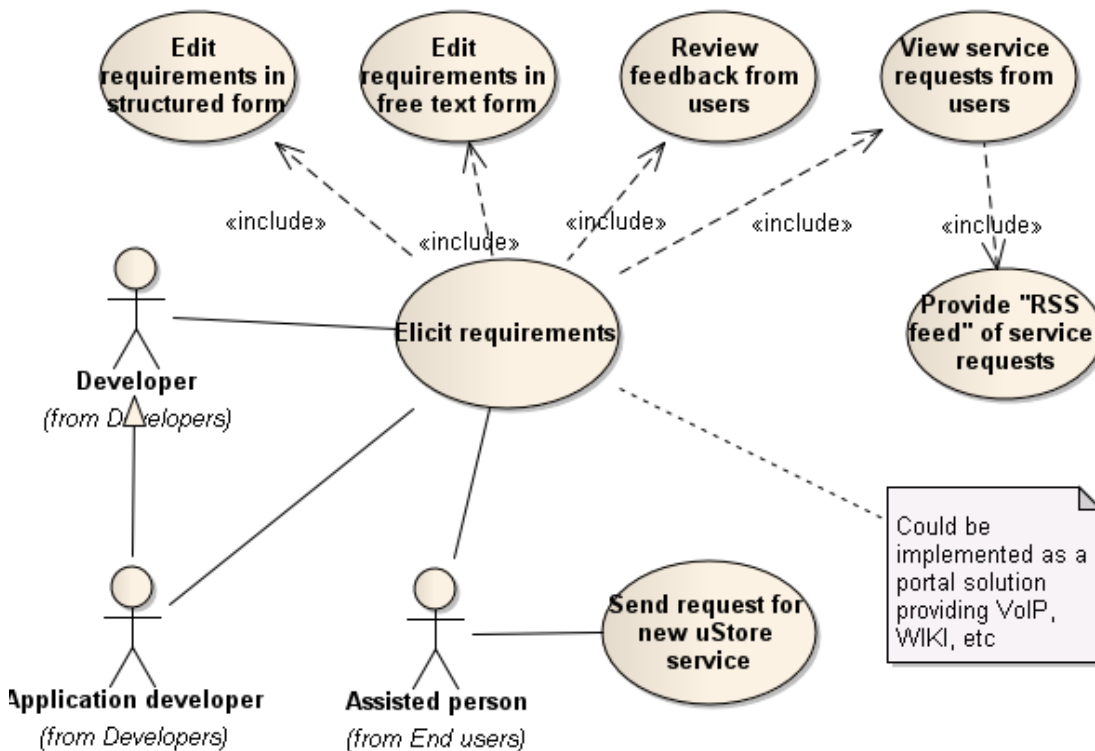 Edit
requirements in
structured form
Edit
requirements in
free text form
Review
feedback from
users
View service
requests from
users
«include»
«include»
«include»
«include»
«include»
Elicit requirements
Provide "RSS
feed" of service
requests
Developer
(from Developers)
Could be
implemented as a
portal solution
providing VoIP,
WIKI, etc
Send request for
new uStore
service
Application developer
(from Developers)
Assisted person
(from End users)